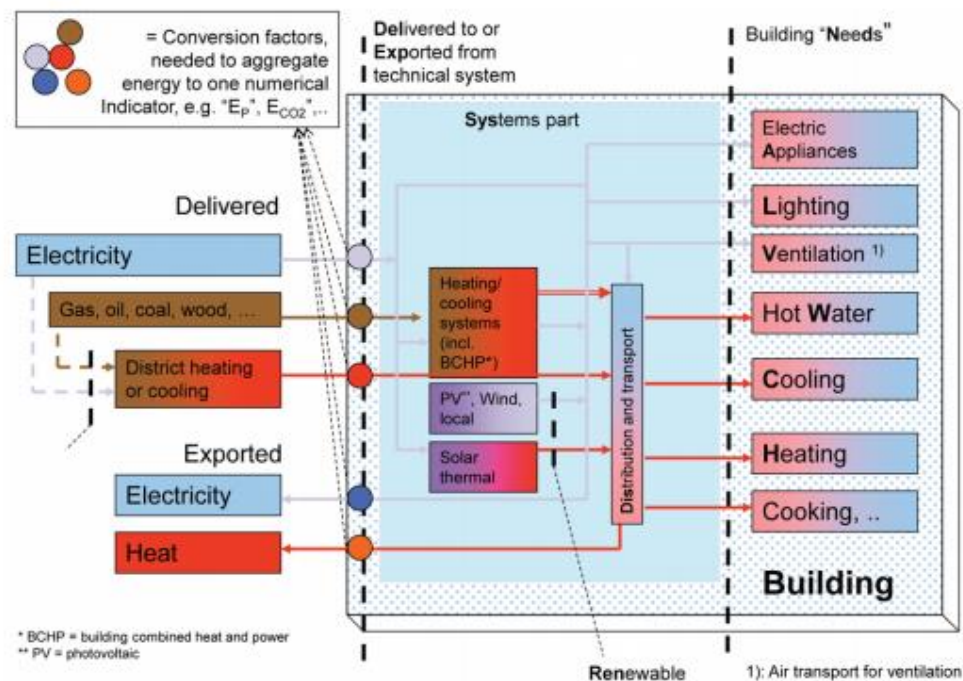 = Conversion factors,
needed to aggregate
energy to one numerical
Indicator, e.g. "E_P", E_CO2",..
Delivered to or
Exported from
technical system
Building "Needs"
Systems part
Electric
Appliances
Lighting
Ventilation 1)
Hot Water
Cooling
Heating
Cooking, ..
Delivered
Electricity
Gas, oil, coal, wood, ...
District heating
or cooling
Exported
Electricity
Heat
Heating/
cooling
systems
(incl.
BCHP*)
PV**, Wind,
local
Solar
thermal
Distribution and transport
Building
* BCHP = building combined heat and power
** PV = photovoltaic
Renewable
1): Air transport for ventilation